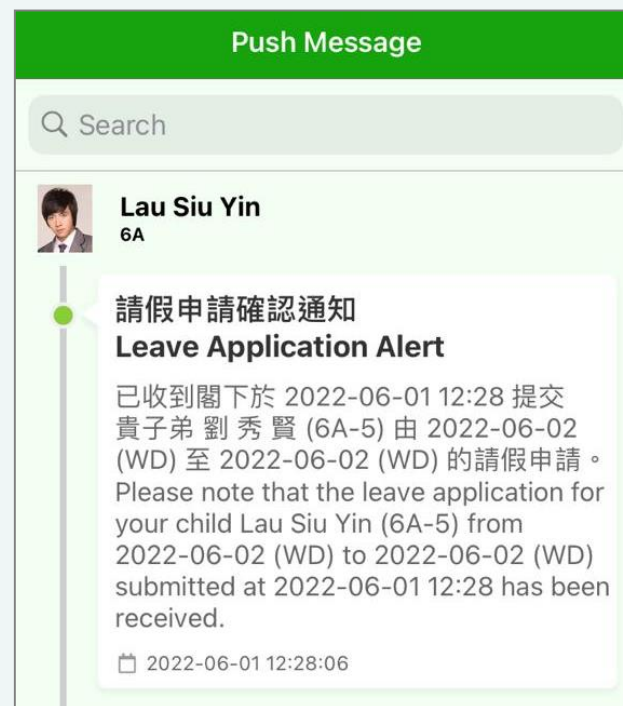 Push Message
Search
Lau Siu Yin
6A
請假申請確認通知
Leave Application Alert
已收到閣下於 2022-06-01 12:28 提交
貴子弟 劉 秀 賢 (6A-5) 由 2022-06-02
(WD) 至 2022-06-02 (WD) 的請假申請。
Please note that the leave application for
your child Lau Siu Yin (6A-5) from
2022-06-02 (WD) to 2022-06-02 (WD)
submitted at 2022-06-01 12:28 has been
received.
2022-06-01 12:28:06